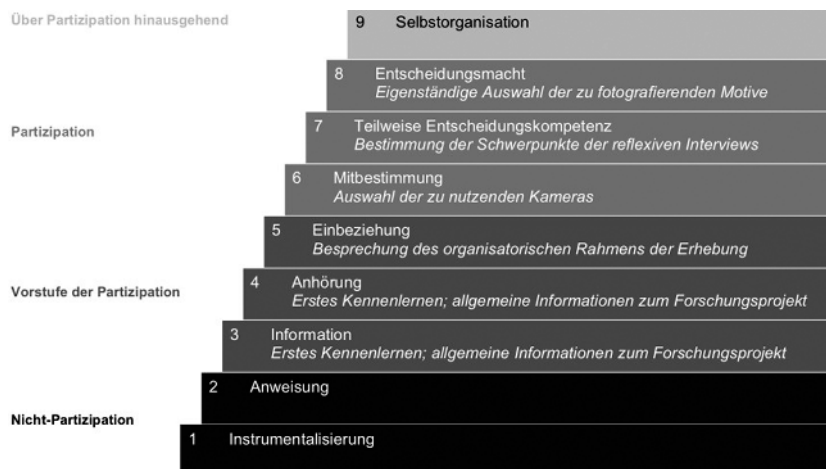 Über Partizipation hinausgehend
9 Selbstorganisation
8 Entscheidungsmacht
Eigenständige Auswahl der zu fotografierenden Motive
Partizipation
7 Teilweise Entscheidungskompetenz
Bestimmung der Schwerpunkte der reflexiven Interviews
6 Mitbestimmung
Auswahl der zu nutzenden Kameras
5 Einbeziehung
Besprechung des organisatorischen Rahmens der Erhebung
Vorstufe der Partizipation
4 Anhörung
Erstes Kennenlernen; allgemeine Informationen zum Forschungsprojekt
3 Information
Erstes Kennenlernen; allgemeine Informationen zum Forschungsprojekt
2 Anweisung
Nicht-Partizipation
1 Instrumentalisierung